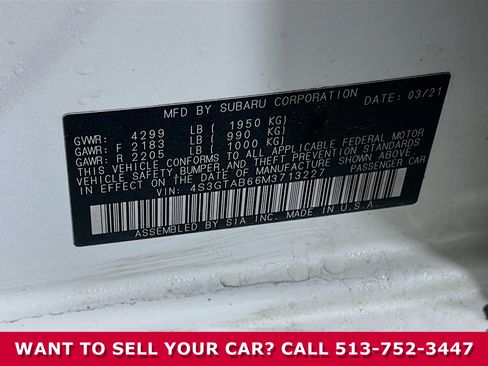 MFD BY SUBARU CORPORATION DATE: 03/21
GVWR: 4299 LB ( 1950 KG)
GAWR: F 2183 LB ( 990 KG)
GAWR: R 2205 LB ( 1000 KG)
THIS VEHICLE CONFORMS TO ALL APPLICABLE FEDERAL MOTOR
VEHICLE SAFETY, BUMPER, AND THEFT PREVENTION STANDARDS
IN EFFECT ON THE DATE OF MANUFACTURE SHOWN ABOVE.
VIN: 4S3GTAB66M3713227 PASSENGER CAR
ASSEMBLED BY SIA INC. MADE IN U.S.A.
WANT TO SELL YOUR CAR? CALL 513-752-3447